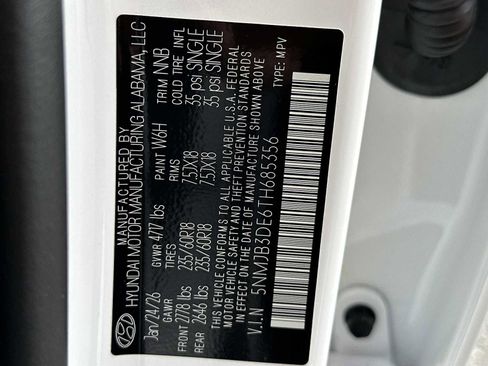 MANUFACTURED BY
HYUNDAI MOTOR MANUFACTURING ALABAMA, LLC
Jan/24/26 GVWR 4717 lbs PAINT W6H TRIM NNB
GAWR TIRES RIMS COLD TIRE INFL
FRONT 2778 lbs 235/60R18 7.5JX18 35 psi SINGLE
REAR 2646 lbs 235/60R18 7.5JX18 35 psi SINGLE
THIS VEHICLE CONFORMS TO ALL APPLICABLE U.S.A. FEDERAL
MOTOR VEHICLE SAFETY AND THEFT PREVENTION STANDARDS
IN EFFECT ON THE DATE OF MANUFACTURE SHOWN ABOVE
V.I.N : 5NMJB3DE6TH685356 TYPE: MPV